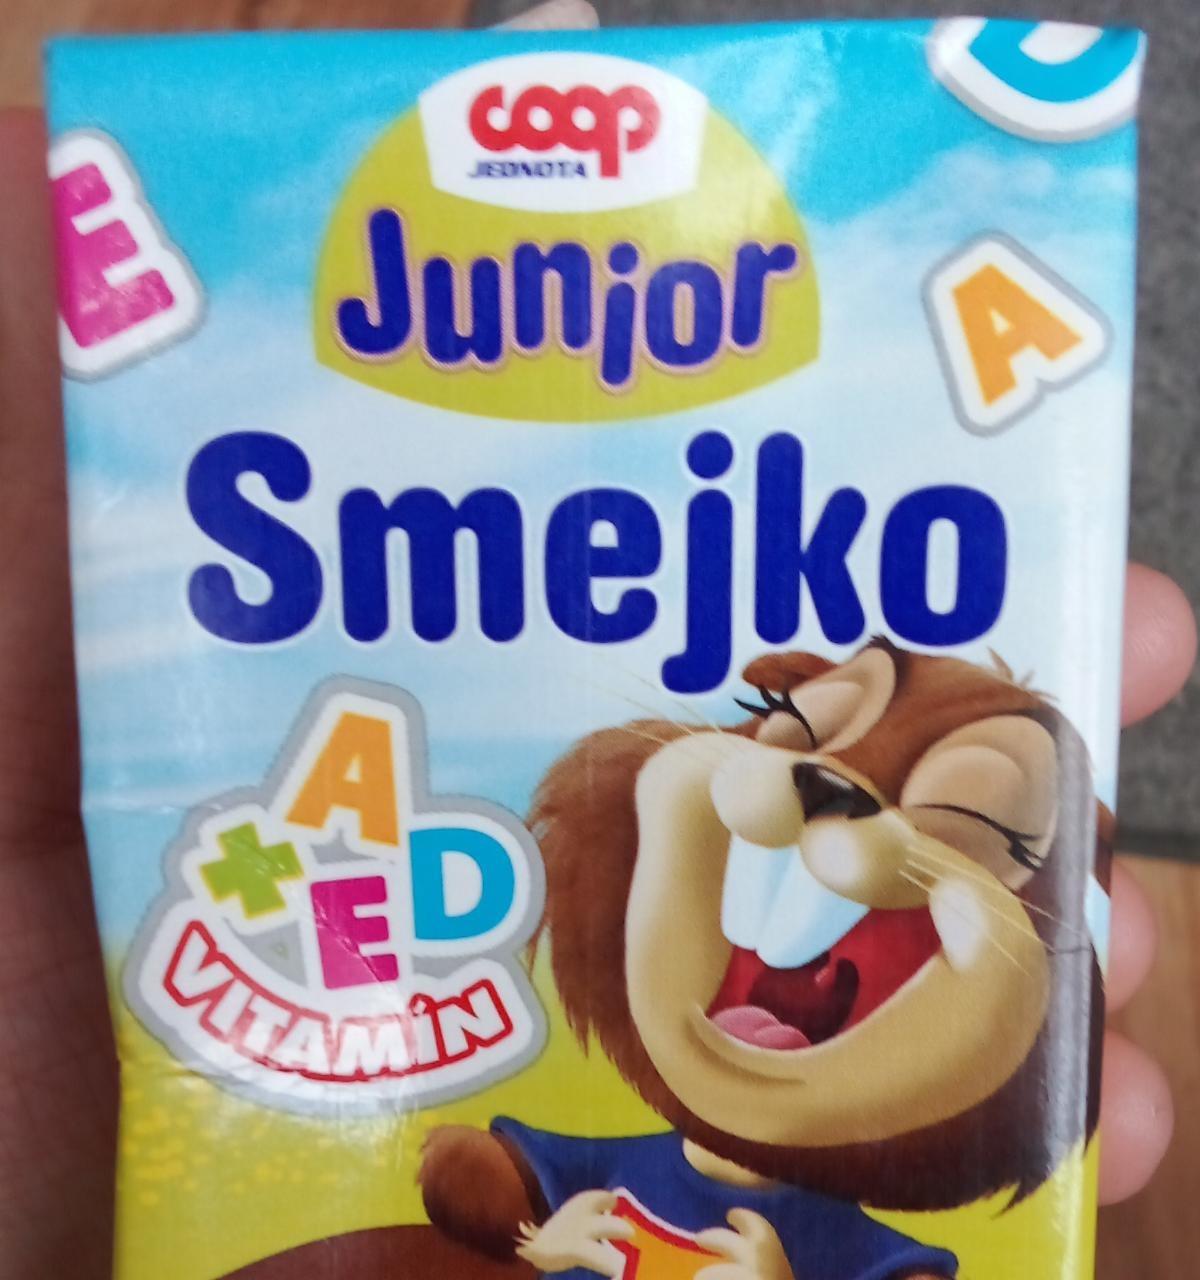 coop
JEDNOTA
D
E
Junior
A
Smejko
A
+ E D
VITAMÍN